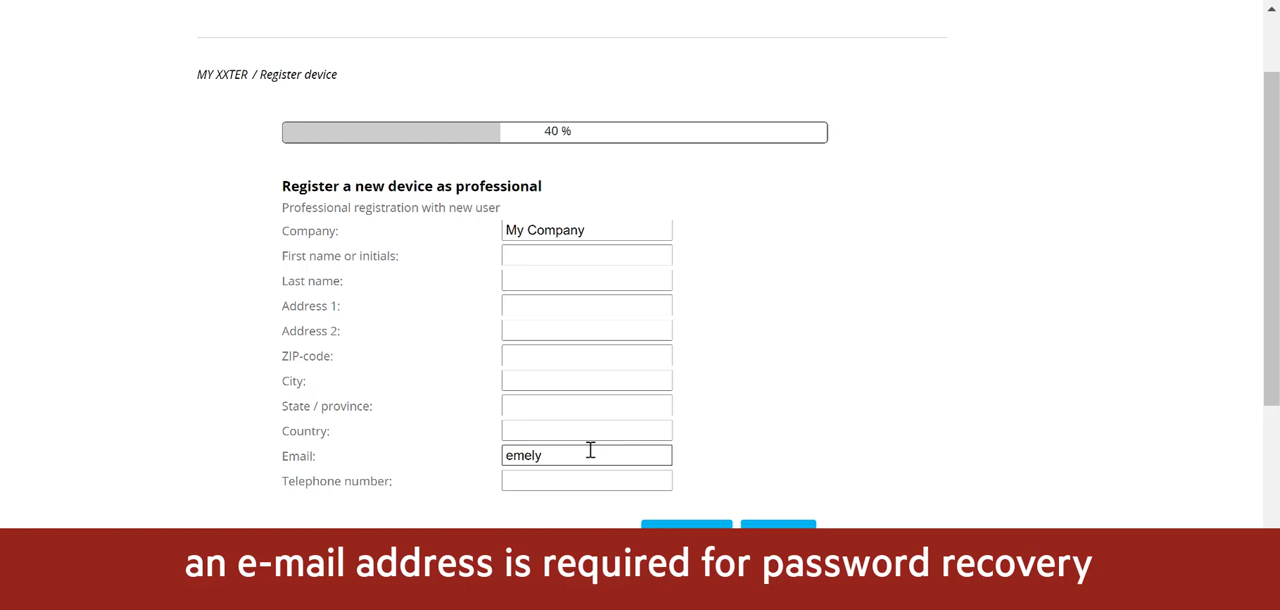 MY XXTER / Register device
40 %
Register a new device as professional
Professional registration with new user
Company: My Company
First name or initials:
Last name:
Address 1:
Address 2:
ZIP-code:
City:
State / province:
Country:
Email: emely
Telephone number:
an e-mail address is required for password recovery